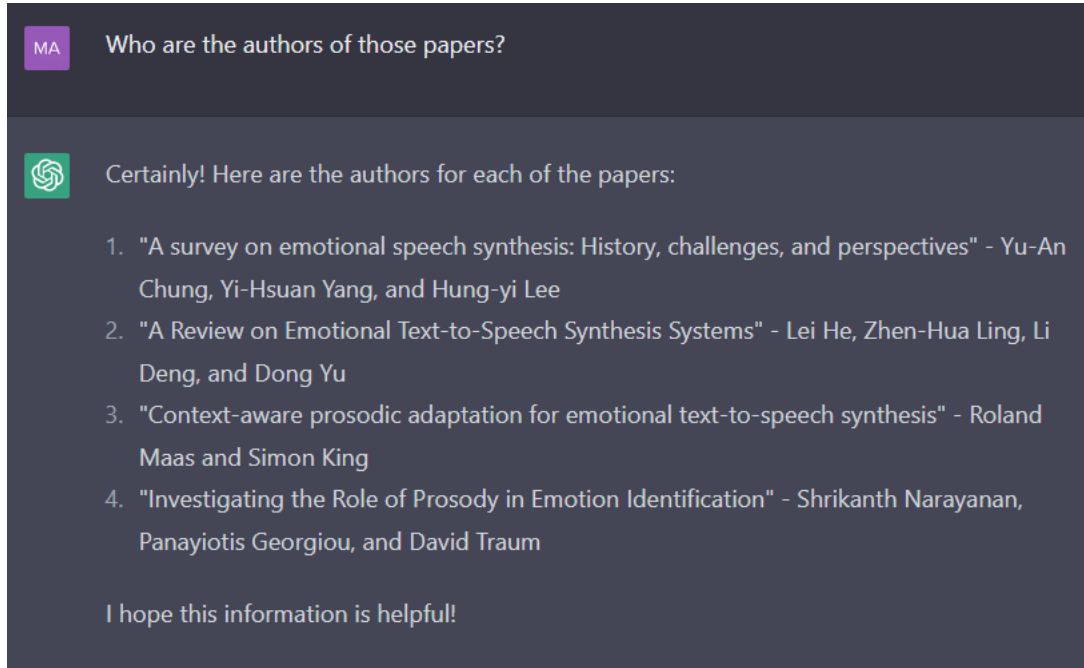 MA
Who are the authors of those papers?
Certainly! Here are the authors for each of the papers:
1. "A survey on emotional speech synthesis: History, challenges, and perspectives" - Yu-An
Chung, Yi-Hsuan Yang, and Hung-yi Lee
2. "A Review on Emotional Text-to-Speech Synthesis Systems" - Lei He, Zhen-Hua Ling, Li
Deng, and Dong Yu
3. "Context-aware prosodic adaptation for emotional text-to-speech synthesis" - Roland
Maas and Simon King
4. "Investigating the Role of Prosody in Emotion Identification" - Shrikanth Narayanan,
Panayiotis Georgiou, and David Traum
I hope this information is helpful!